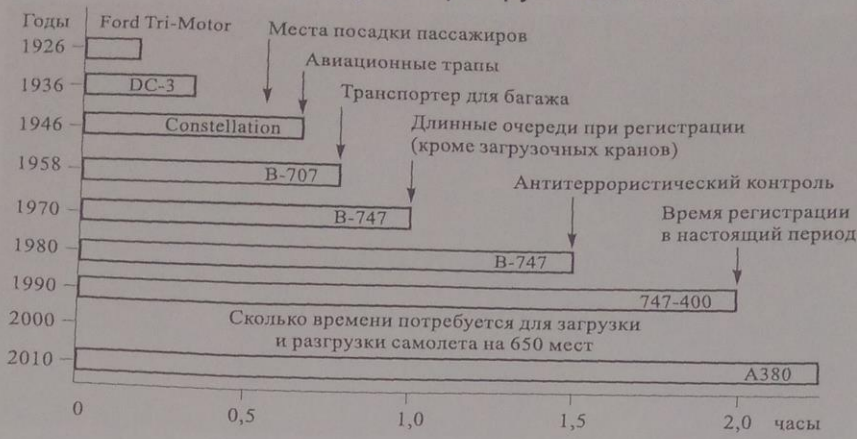 Годы
Ford Tri-Motor
1926
Места посадки пассажиров
Авиационные трапы
1936
DC-3
Транспортер для багажа
1946
Constellation
Длинные очереди при регистрации
(кроме загрузочных кранов)
1958
B-707
Антитеррористический контроль
1970
B-747
Время регистрации
в настоящий период
1980
B-747
1990
747-400
2000
Сколько времени потребуется для загрузки
и разгрузки самолета на 650 мест
2010
A380
0
0,5
1,0
1,5
2,0
часы